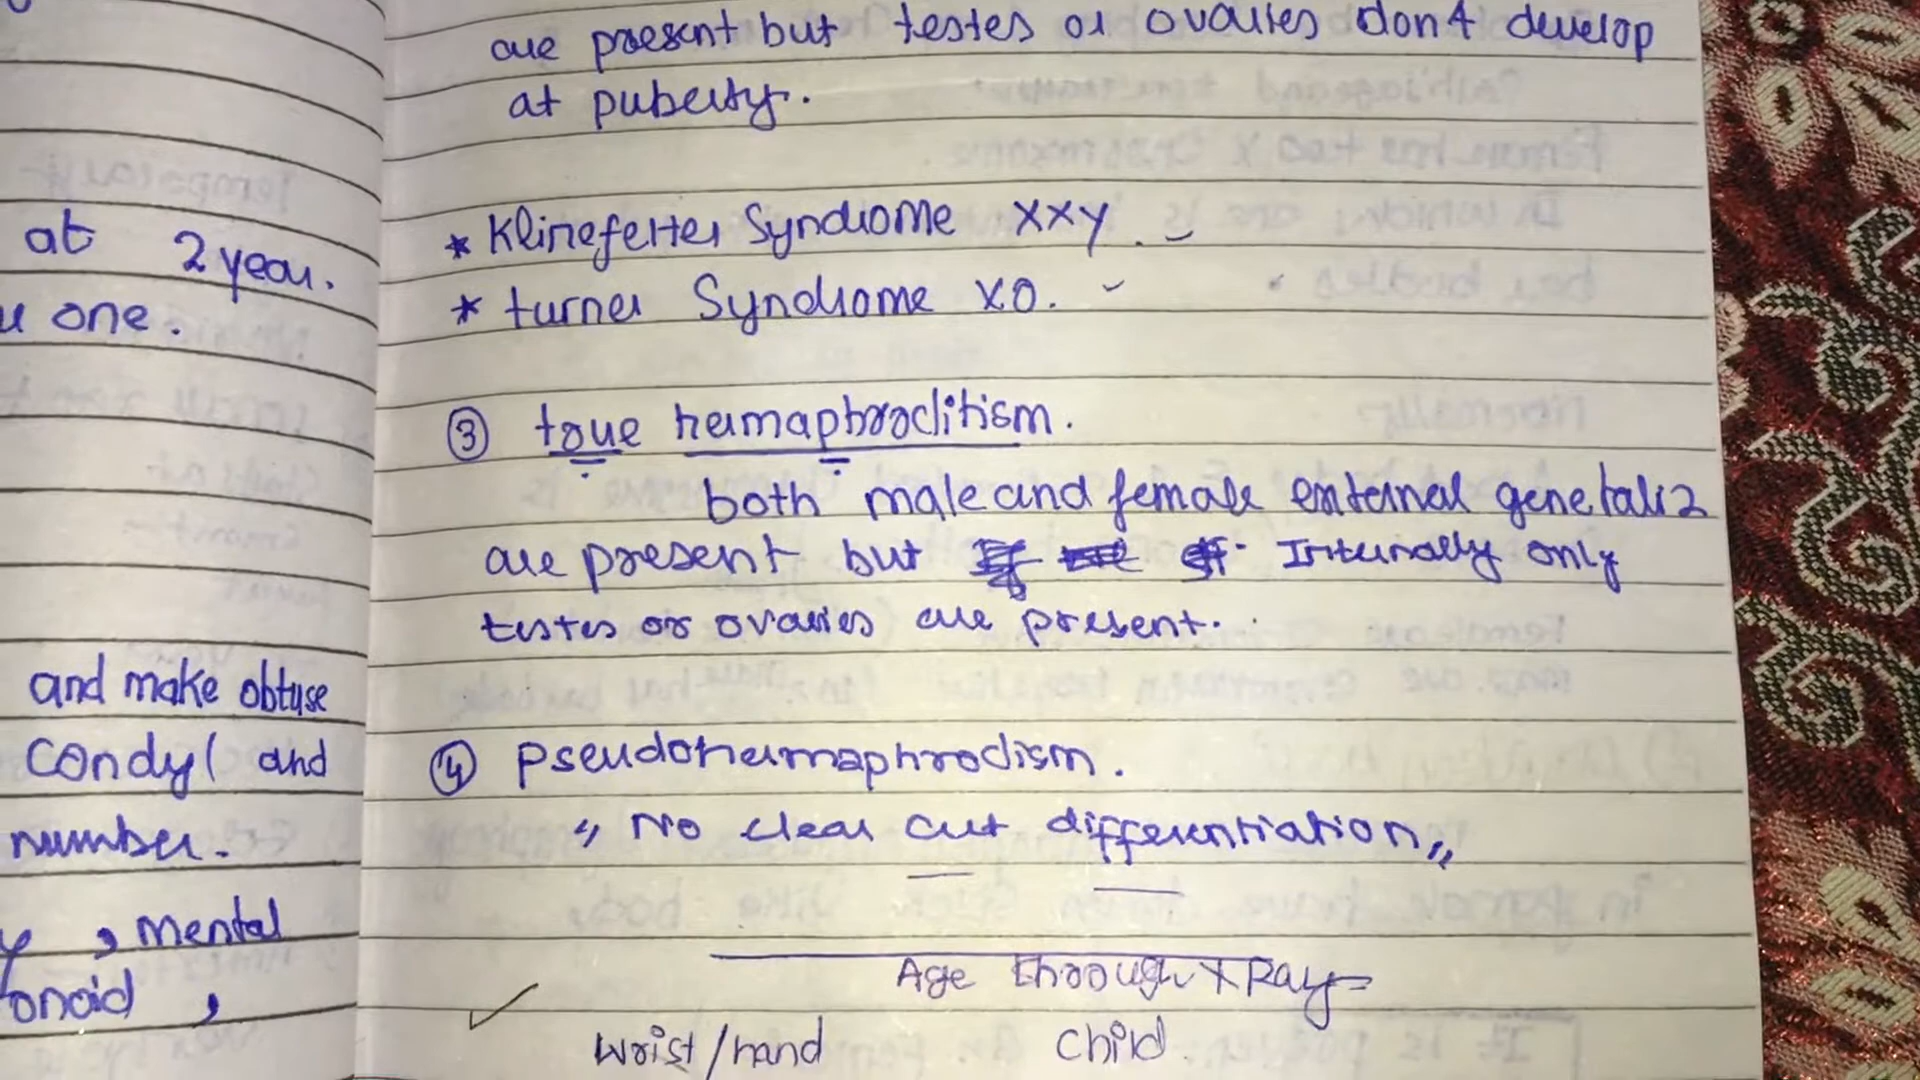 at 2 year.
one.
and make obtuse
condyl and
number.
, mental
onoid ,
are present but testes or ovaries don't develop
at puberty.
* Klinefelter Syndrome XXY.
* turner Syndrome XO.
③ true hermaphroditism.
both male and female external genetalia
are present but Internally only
testes or ovaries are present.
④ pseudohermaphrodism.
" No clear cut differentiation "
Age through X Ray
wrist/hand child